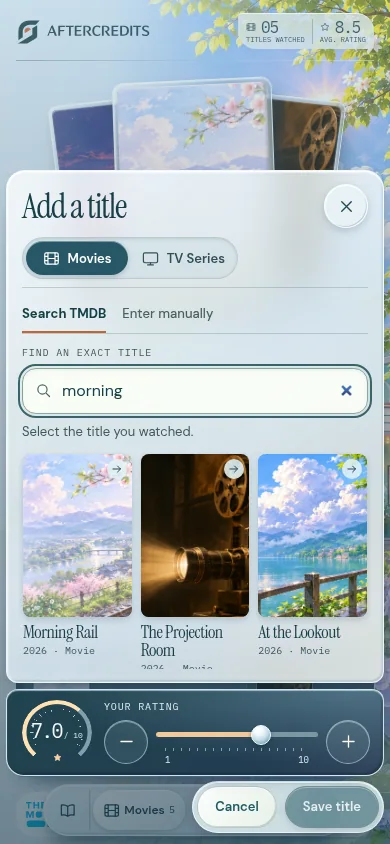 AFTERCREDITS
05
TITLES WATCHED
8.5
AVG. RATING
Add a title
Movies
TV Series
Search TMDB
Enter manually
FIND AN EXACT TITLE
morning
Select the title you watched.
Morning Rail
2026 · Movie
The Projection
Room
2026 · Movie
At the Lookout
2026 · Movie
7.0 / 10
YOUR RATING
1
10
Movies 5
Cancel
Save title